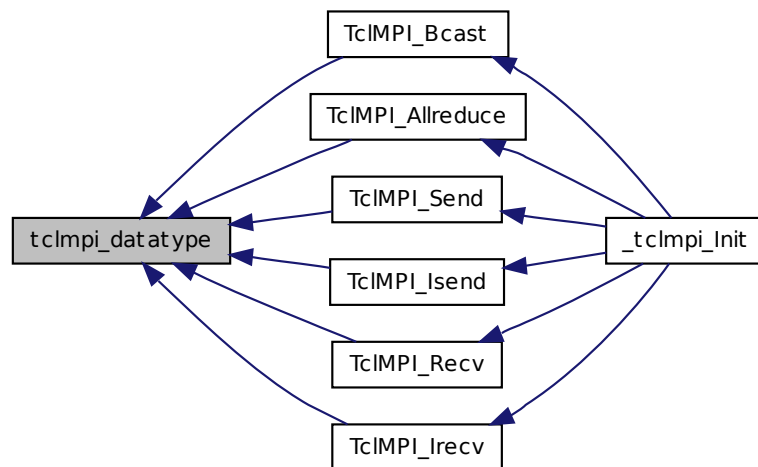 TclMPI_Bcast
TclMPI_Allreduce
TclMPI_Send
tclmpi_datatype
_tclmpi_Init
TclMPI_Isend
TclMPI_Recv
TclMPI_Irecv